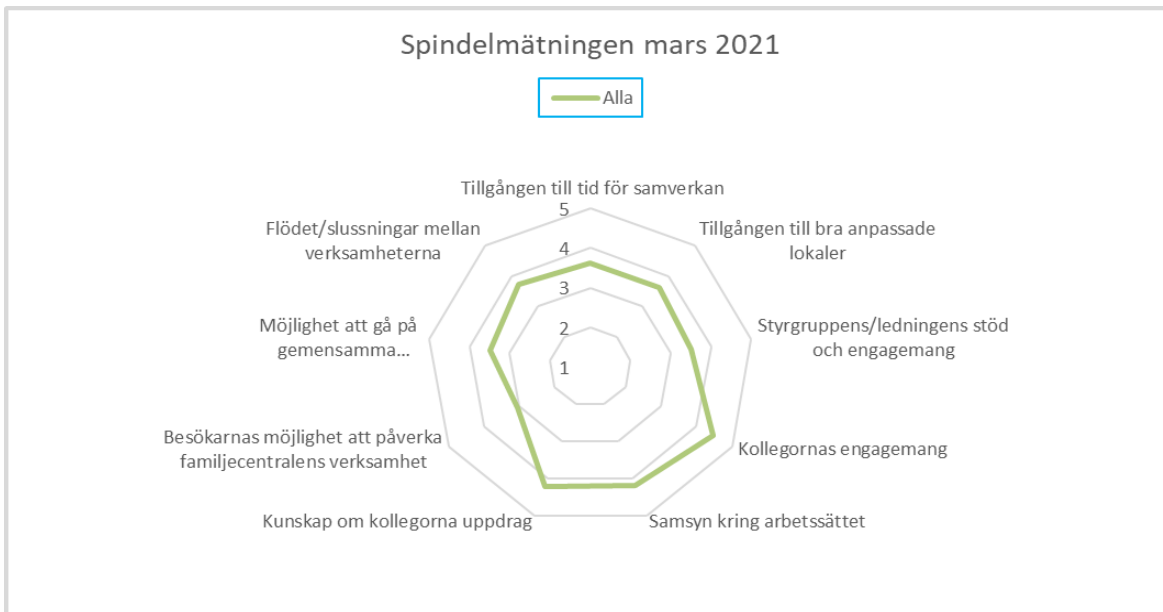 Spindelmätningen mars 2021
Alla
Tillgången till tid för samverkan
5
4
3
2
1
Tillgången till bra anpassade
lokaler
Styrgruppens/ledningens stöd
och engagemang
Kollegornas engagemang
Samsyn kring arbetssättet
Kunskap om kollegorna uppdrag
Besökarnas möjlighet att påverka
familjecentralens verksamhet
Möjlighet att gå på
gemensamma...
Flödet/slussningar mellan
verksamheterna